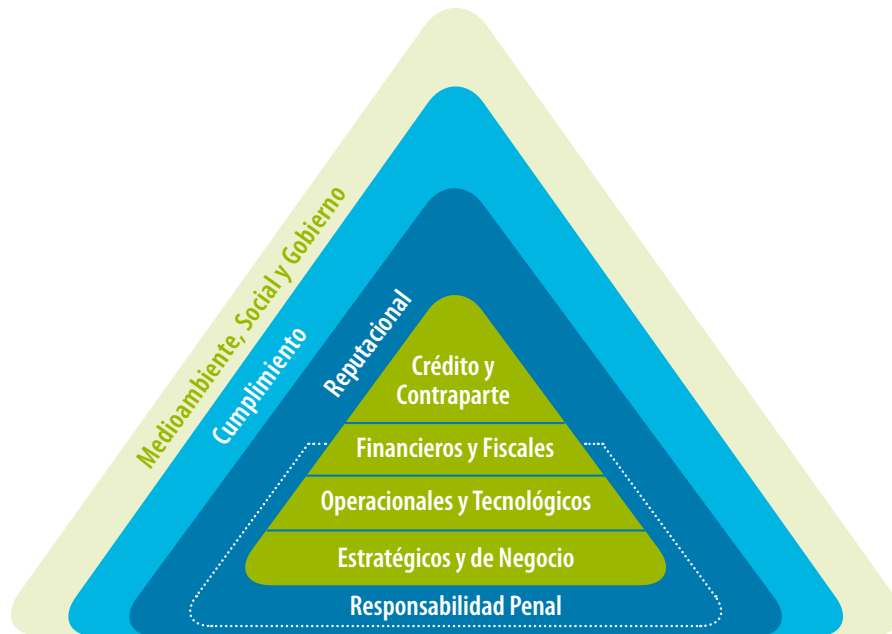 Medioambiente, Social y Gobierno
Cumplimiento
Reputacional
Crédito y
Contraparte
Financieros y Fiscales
Operacionales y Tecnológicos
Estratégicos y de Negocio
Responsabilidad Penal